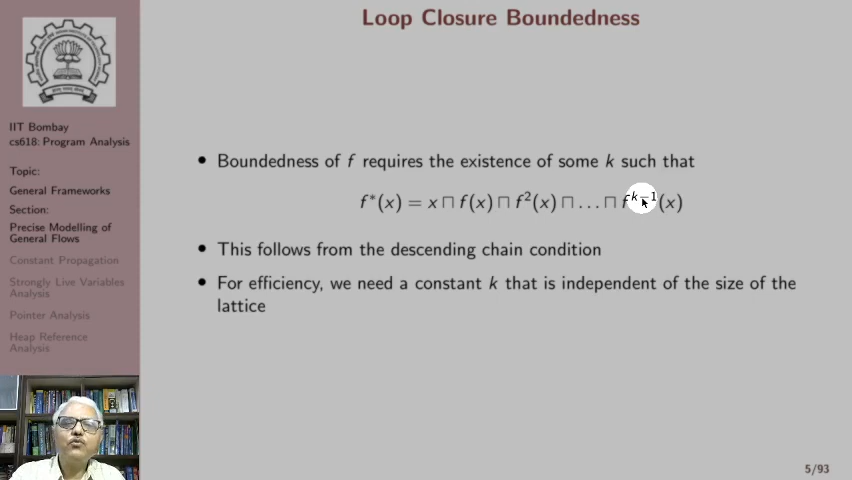 Loop Closure Boundedness
IIT Bombay
cs618: Program Analysis
Topic:
General Frameworks
Section:
Precise Modelling of
General Flows
Constant Propagation
Strongly Live Variables
Analysis
Pointer Analysis
Heap Reference
Analysis
• Boundedness of f requires the existence of some k such that
f*(x) = x ⊓ f(x) ⊓ f²(x) ⊓ ... ⊓ fᵏ⁻¹(x)
• This follows from the descending chain condition
• For efficiency, we need a constant k that is independent of the size of the
lattice
5/93